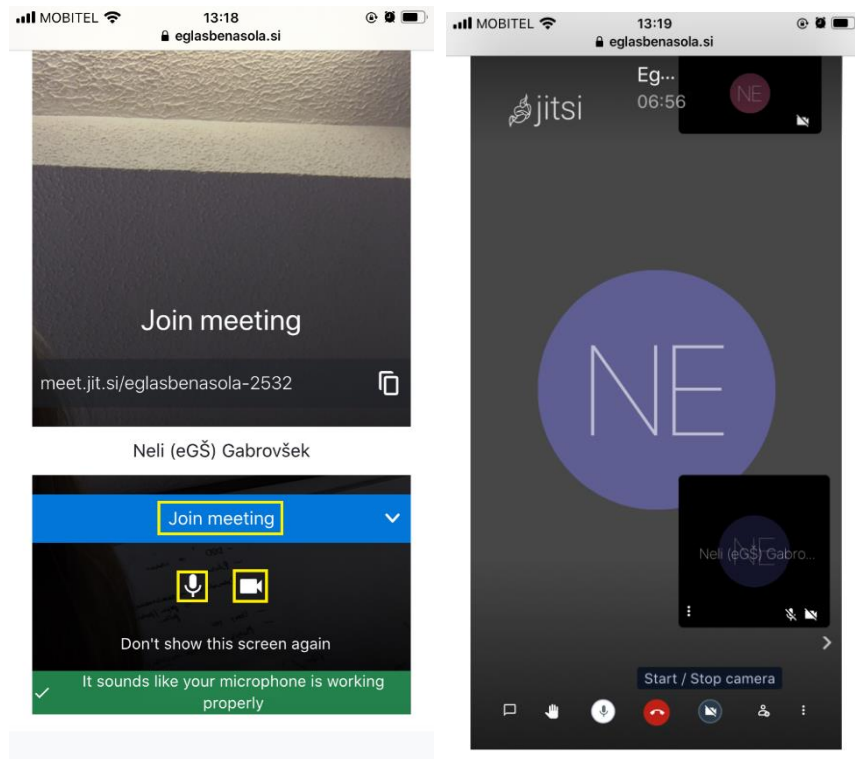 MOBITEL 13:18
eglasbenasola.si
Join meeting
meet.jit.si/eglasbenasola-2532
Neli (eGŠ) Gabrovšek
Join meeting
Don't show this screen again
It sounds like your microphone is working
properly
MOBITEL 13:19
eglasbenasola.si
jitsi
Eg...
06:56
NE
NE
NE
Neli (eGŠ) Gabro...
Start / Stop camera